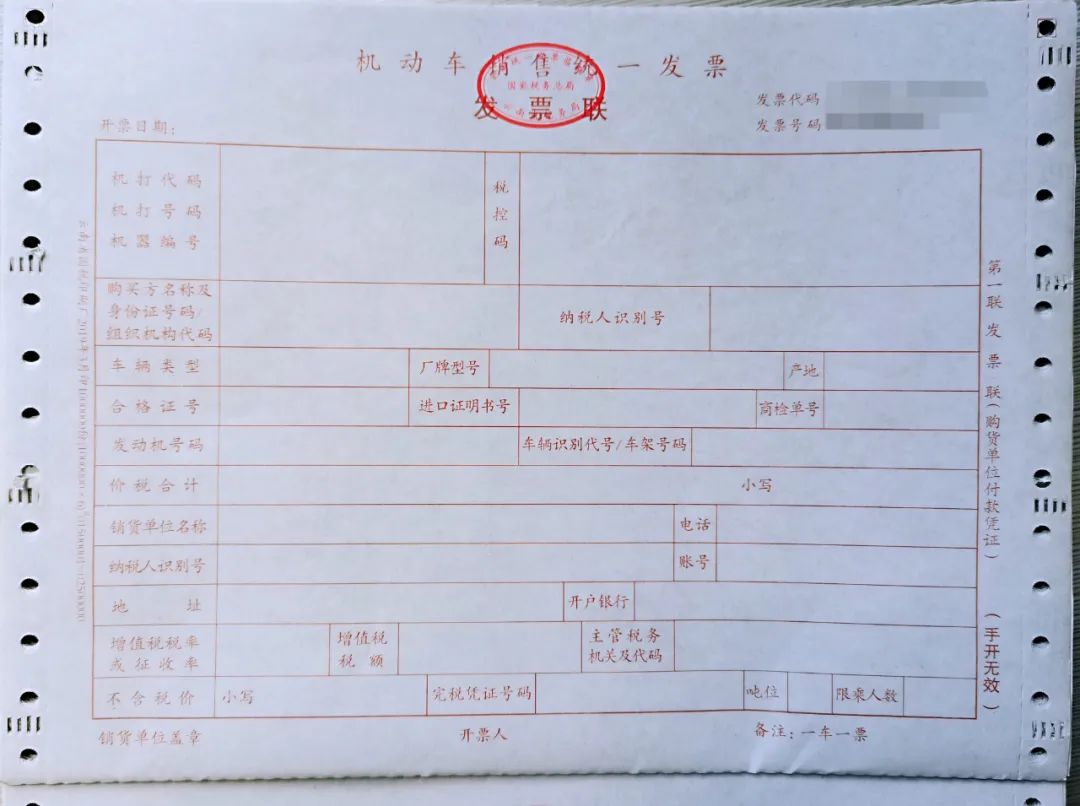 机动车销售统一发票
国家税务总局
发票联
发票代码
发票号码
开票日期:
机打代码
机打号码
机器编号
税控码
购买方名称及
身份证号码/
组织机构代码
纳税人识别号
车辆类型
厂牌型号
产地
合格证号
进口证明书号
商检单号
发动机号码
车辆识别代号/车架号码
价税合计
小写
销货单位名称
电话
纳税人识别号
账号
地址
开户银行
增值税税率
或征收率
增值税
税额
主管税务
机关及代码
不含税价
小写
完税凭证号码
吨位
限乘人数
销货单位盖章
开票人
备注:一车一票
第一联 发票联(购货单位付款凭证)
(手开无效)